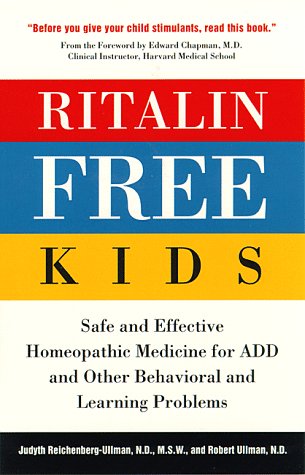 "Before you give your child stimulants, read this book."
From the Foreword by Edward Chapman, M.D.
Clinical Instructor, Harvard Medical School
RITALIN
FREE
KIDS
Safe and Effective
Homeopathic Medicine for ADD
and Other Behavioral and
Learning Problems
Judyth Reichenberg-Ullman, N.D., M.S.W., and Robert Ullman, N.D.